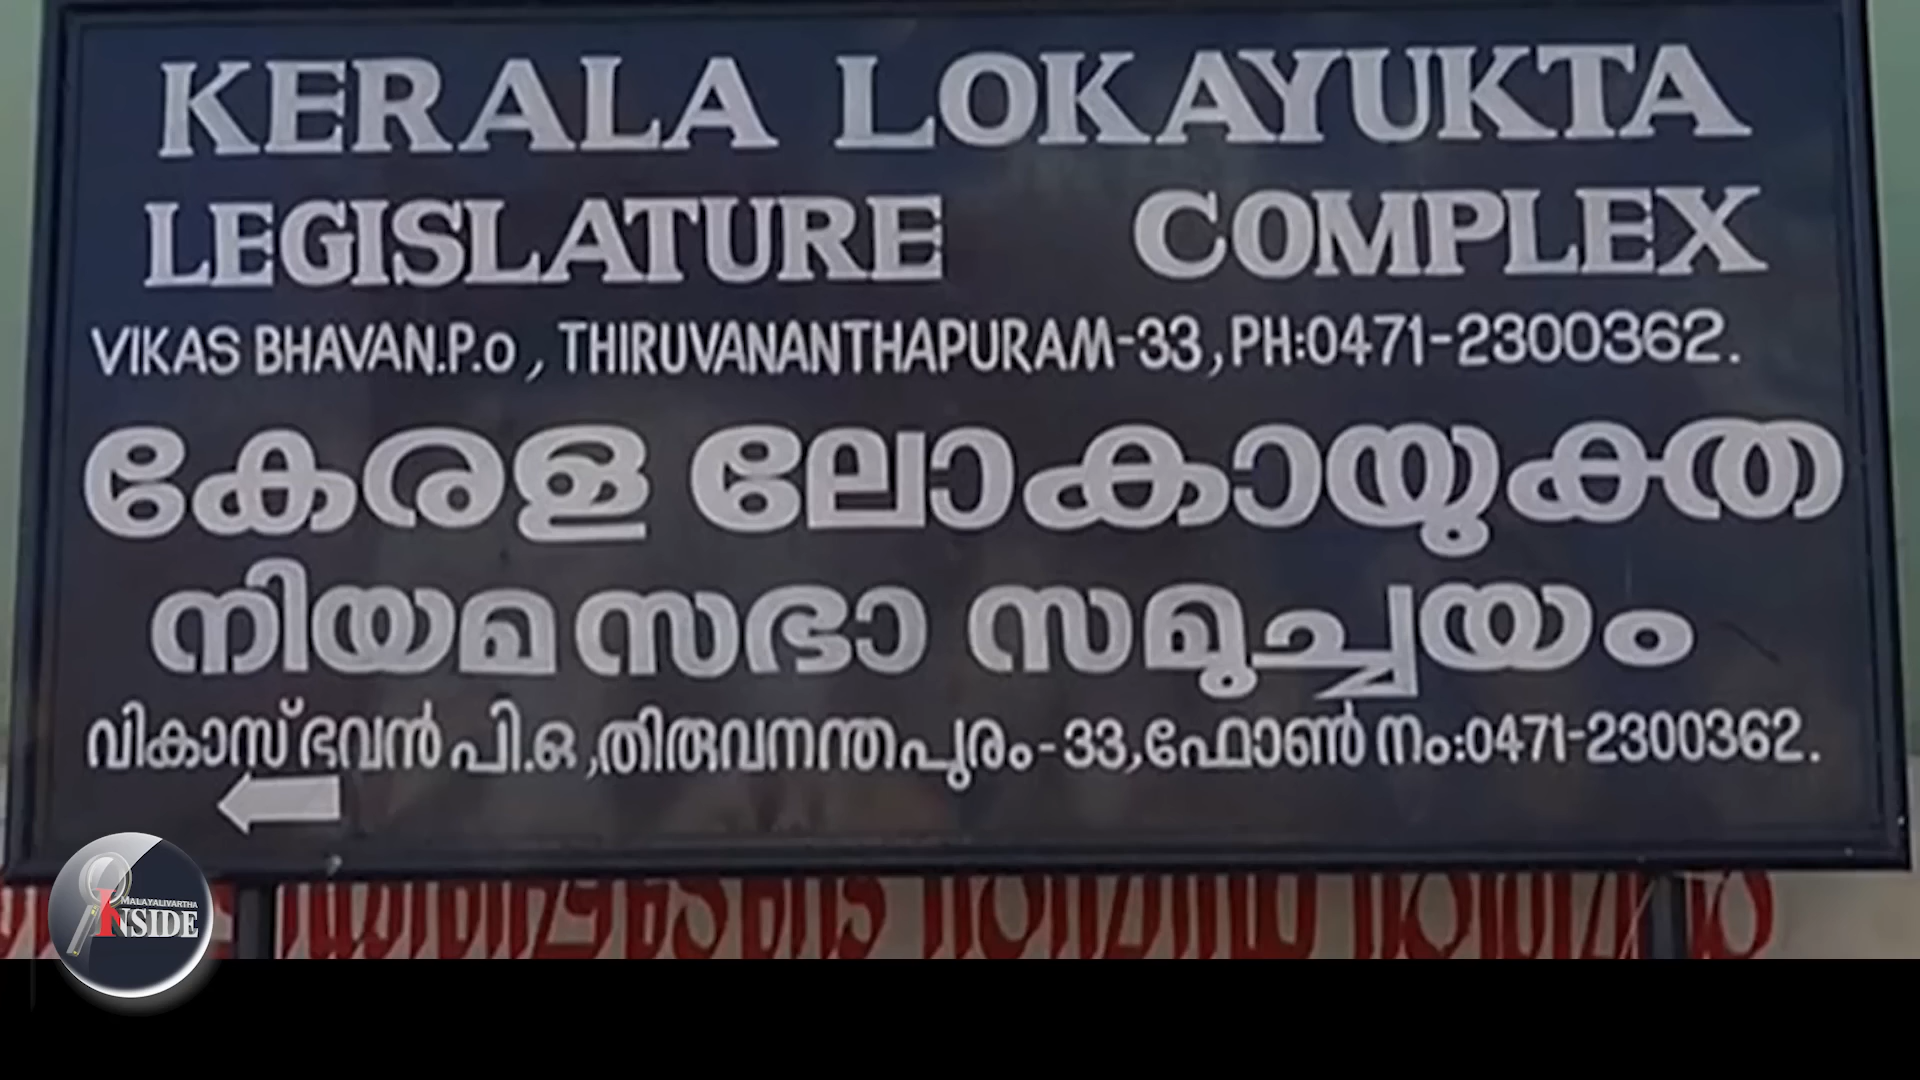 KERALA LOKAYUKTA
LEGISLATURE COMPLEX
VIKAS BHAVAN.P.o , THIRUVANANTHAPURAM-33, PH:0471-2300362.
കേരള ലോകായുക്ത
നിയമസഭാ സമുച്ചയം
വികാസ് ഭവൻ പി.ഒ ,തിരുവനന്തപുരം-33,ഫോൺ നം:0471-2300362.
MALAYALIVARTHA
INSIDE